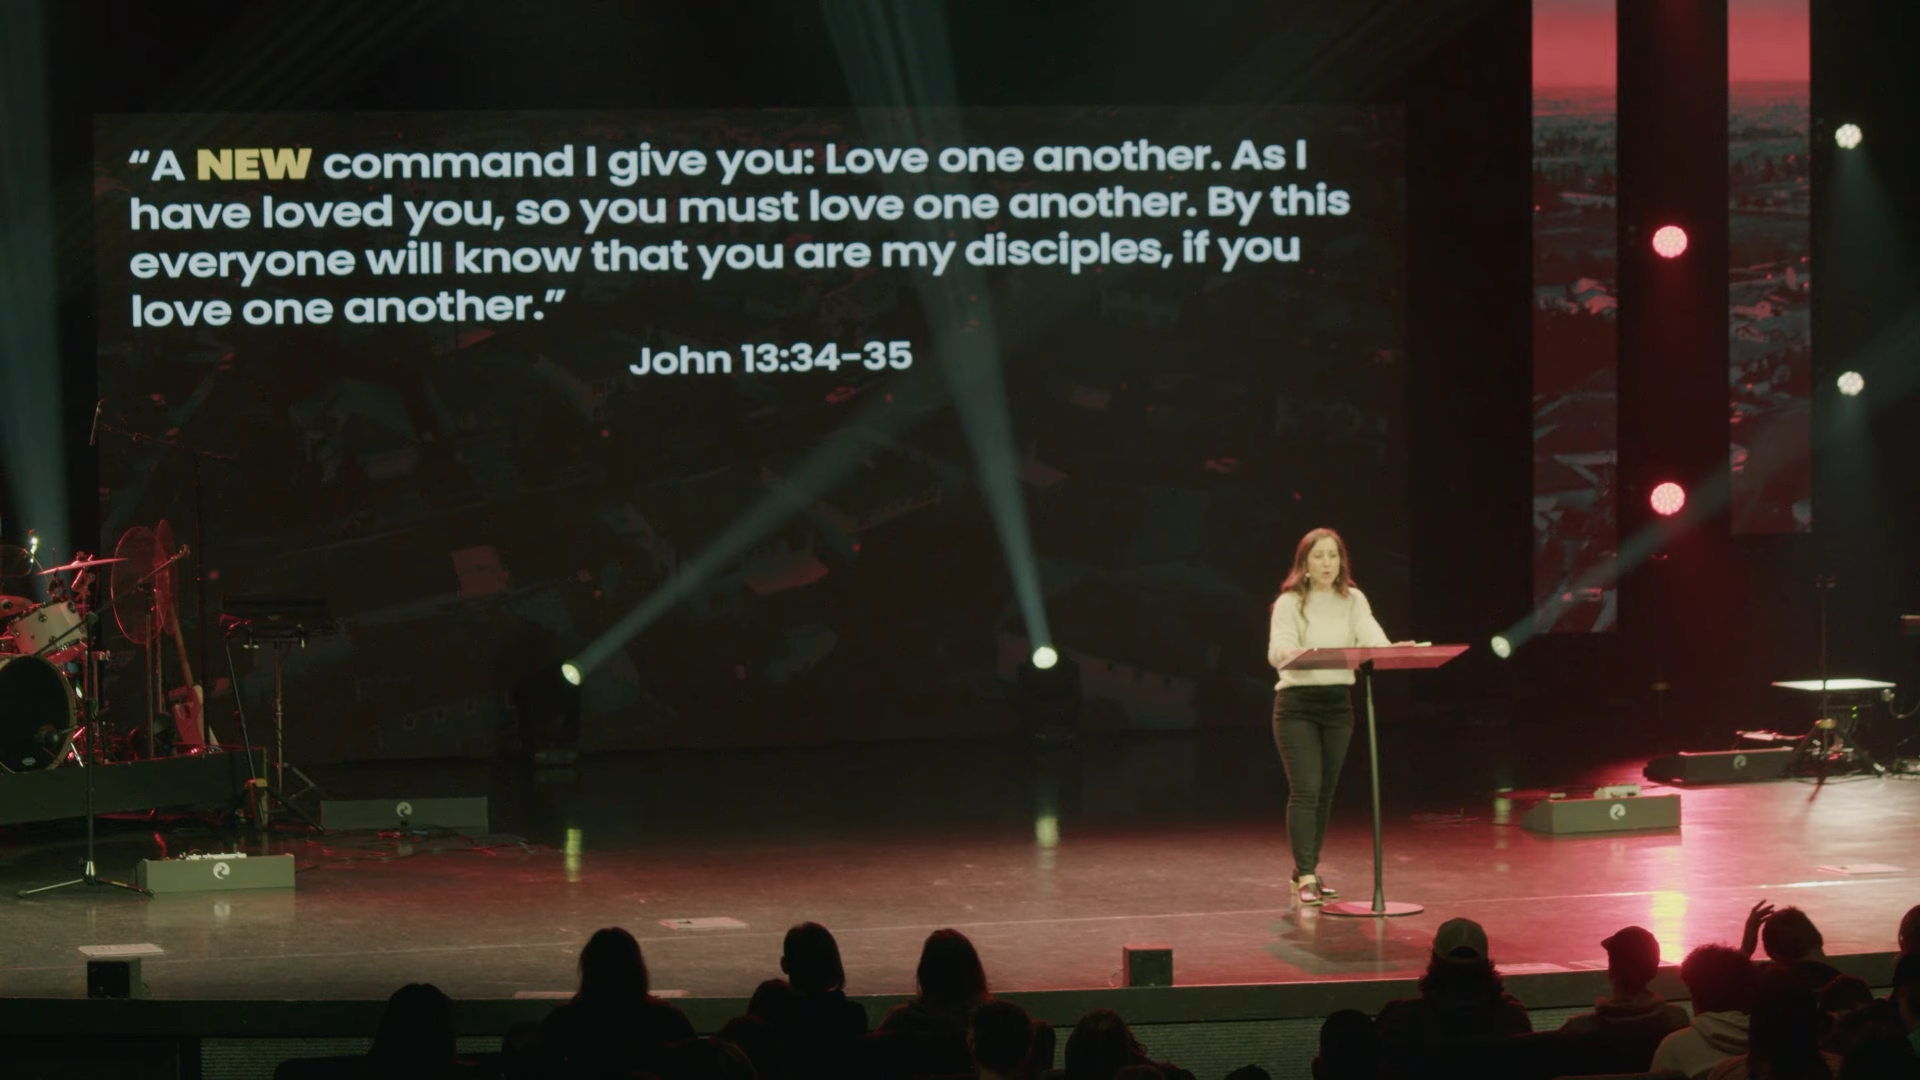 “A NEW command I give you: Love one another. As I
have loved you, so you must love one another. By this
everyone will know that you are my disciples, if you
love one another.”
John 13:34-35